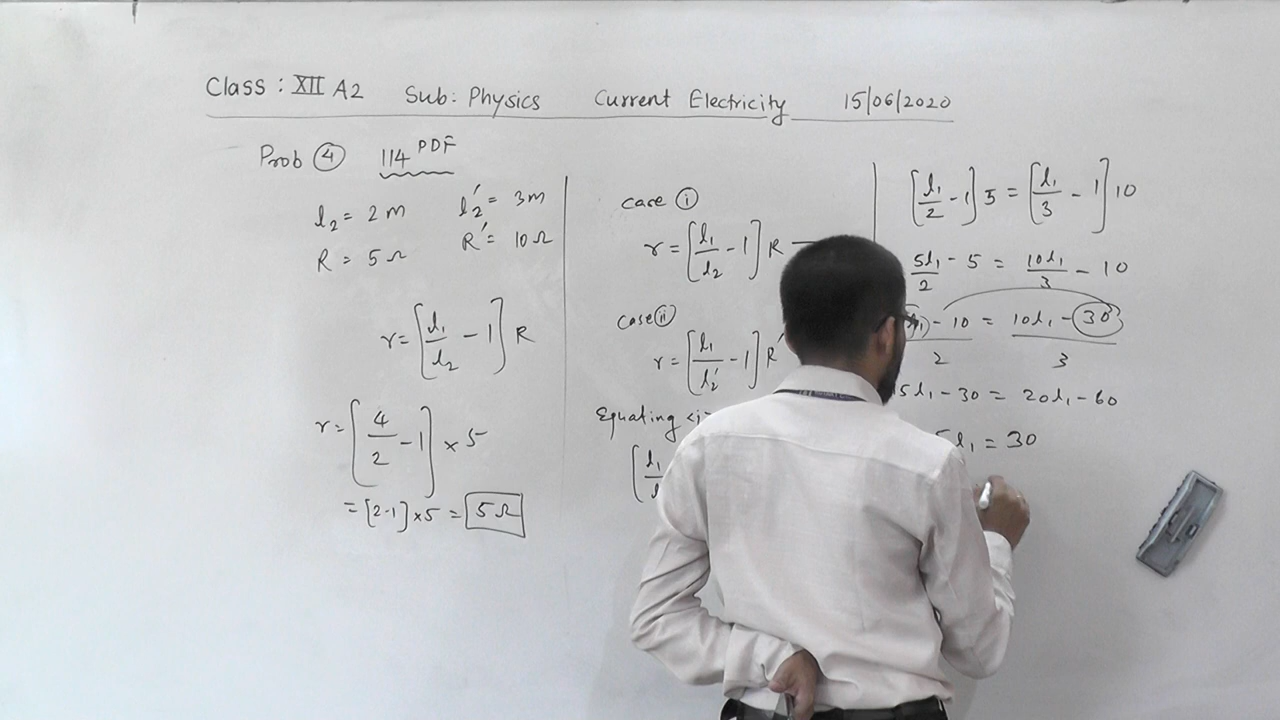 Class : XII A2 Sub: Physics Current Electricity 15/06/2020
Prob ④ 114 PDF
l₂ = 2 m l₂′ = 3 m
R = 5 Ω R′ = 10 Ω
r = [l₁/l₂ − 1] R
r = [4/2 − 1] × 5
= [2-1] × 5 = 5 Ω
case (i)
r = [l₁/l₂ − 1] R —
case (ii)
r = [l₁/l₂′ − 1] R′
Equating
[l₁
[l₁/2 − 1] 5 = [l₁/3 − 1] 10
5l₁/2 − 5 = 10l₁/3 − 10
− 10 / 2 = 10l₁ − 30 / 3
15l₁ − 30 = 20l₁ − 60
5l₁ = 30